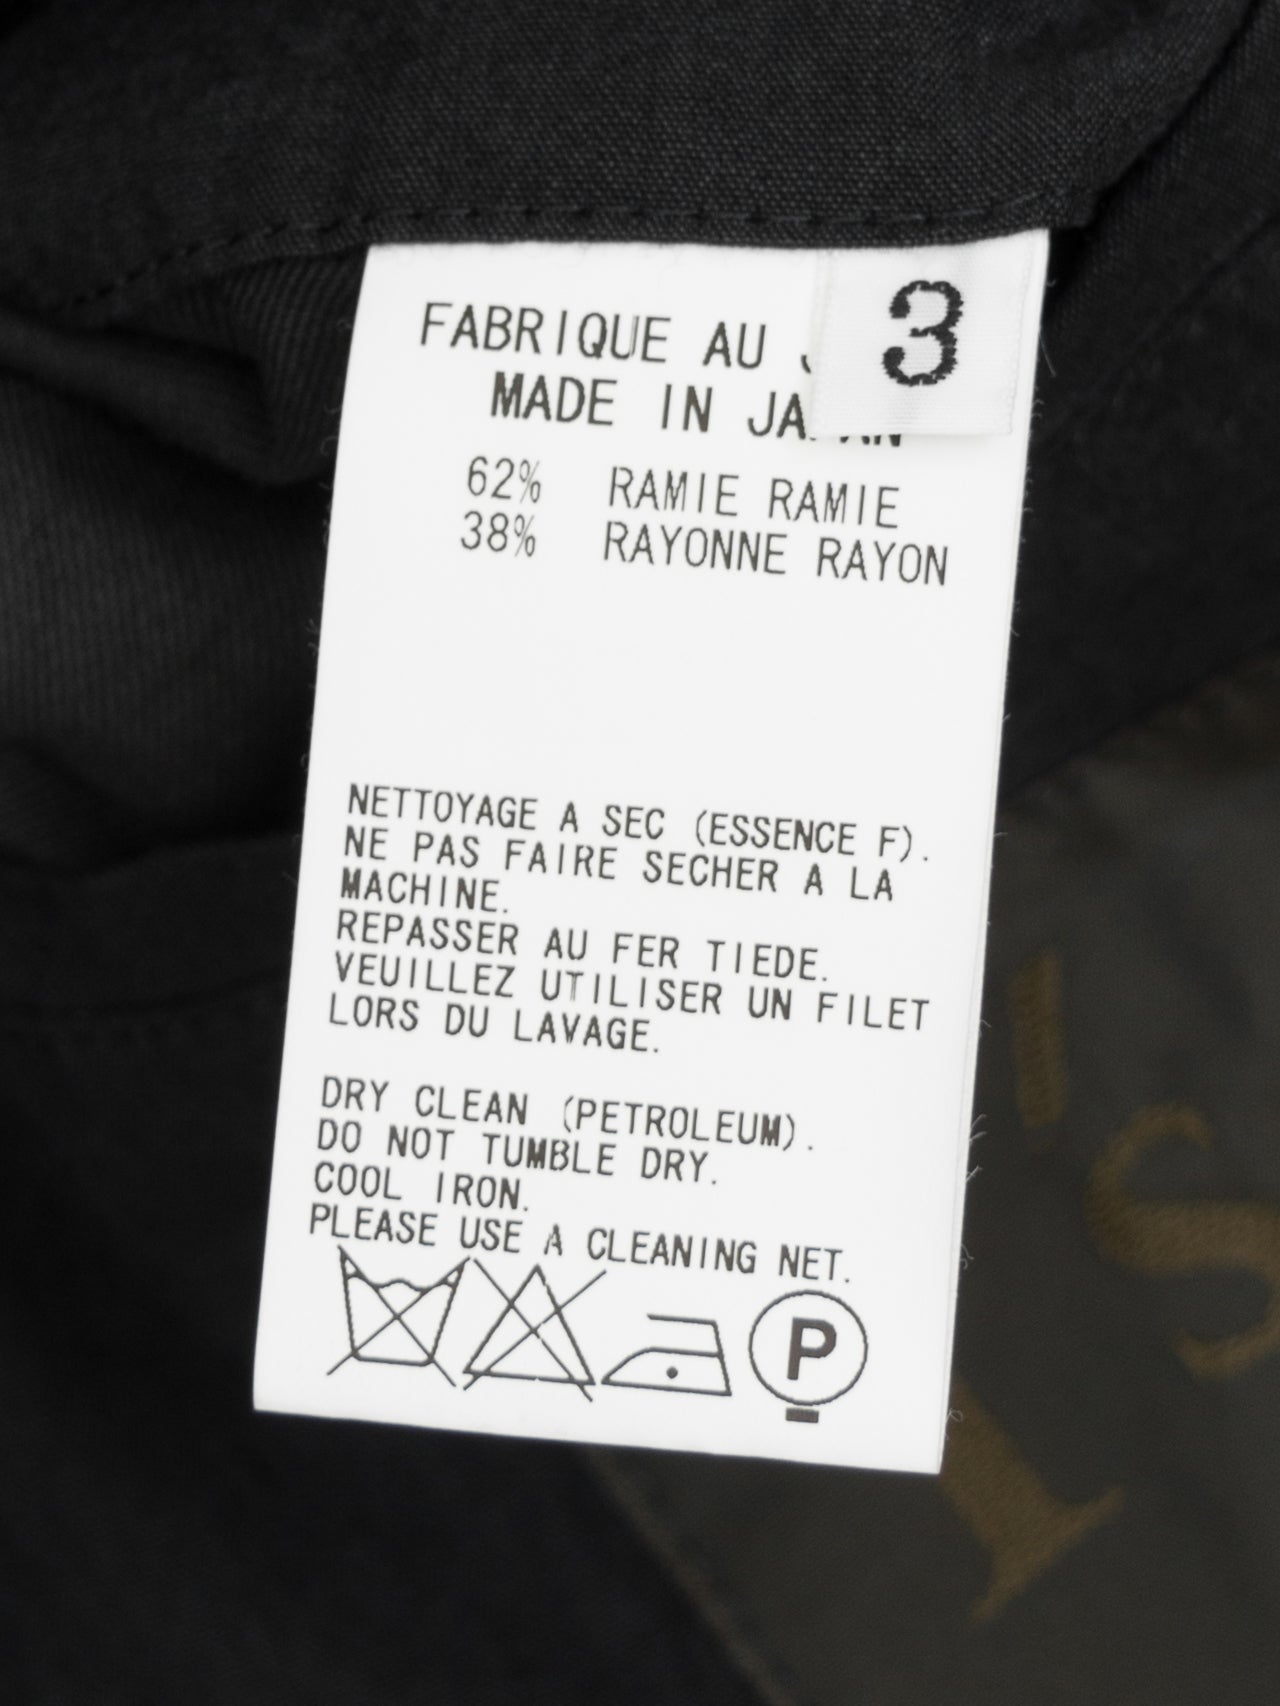 3
FABRIQUE AU
MADE IN JAPAN
62% RAMIE RAMIE
38% RAYONNE RAYON
NETTOYAGE A SEC (ESSENCE F).
NE PAS FAIRE SECHER A LA
MACHINE.
REPASSER AU FER TIEDE.
VEUILLEZ UTILISER UN FILET
LORS DU LAVAGE.
DRY CLEAN (PETROLEUM).
DO NOT TUMBLE DRY.
COOL IRON.
PLEASE USE A CLEANING NET.
P
's